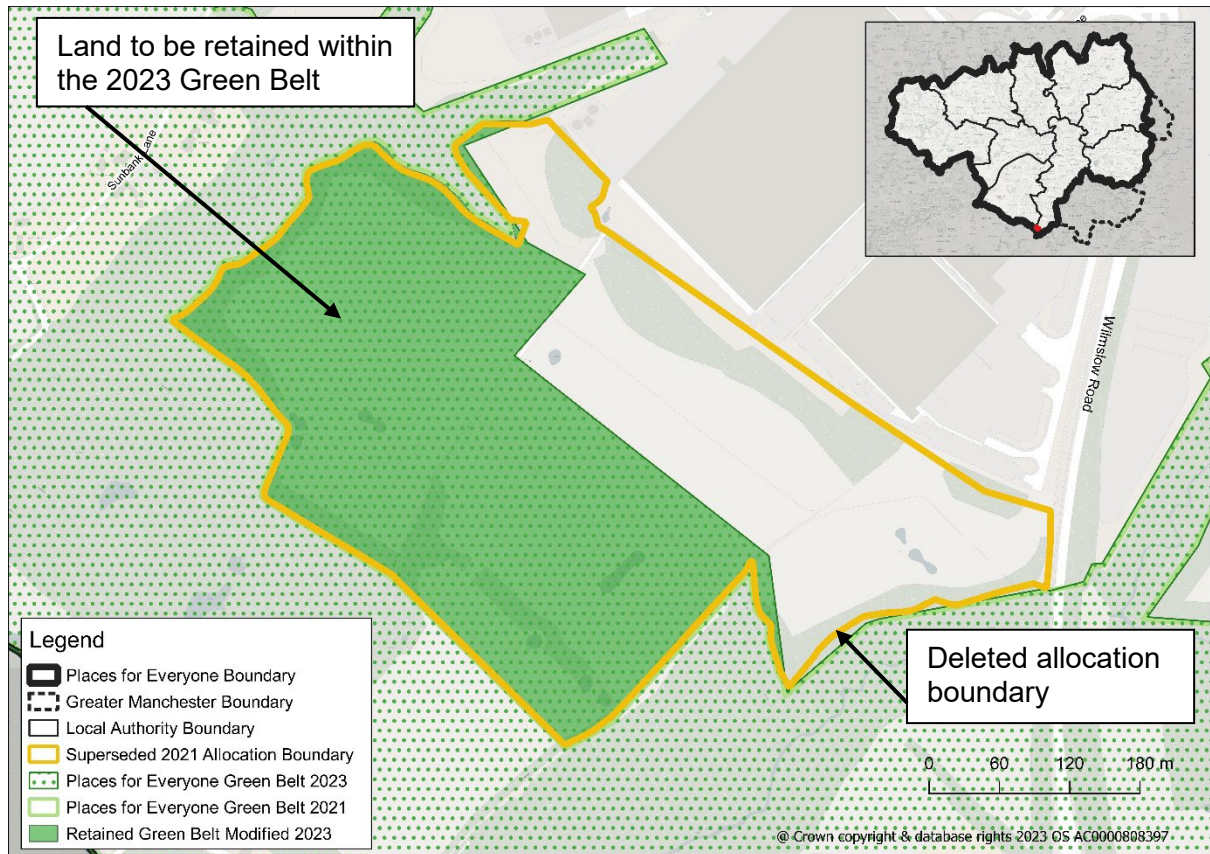 Land to be retained within
the 2023 Green Belt
Sunbank Lane
Wilmslow Road
Deleted allocation
boundary
Legend
Places for Everyone Boundary
Greater Manchester Boundary
Local Authority Boundary
Superseded 2021 Allocation Boundary
Places for Everyone Green Belt 2023
Places for Everyone Green Belt 2021
Retained Green Belt Modified 2023
0 60 120 180 m
@ Crown copyright & database rights 2023 OS AC0000808397